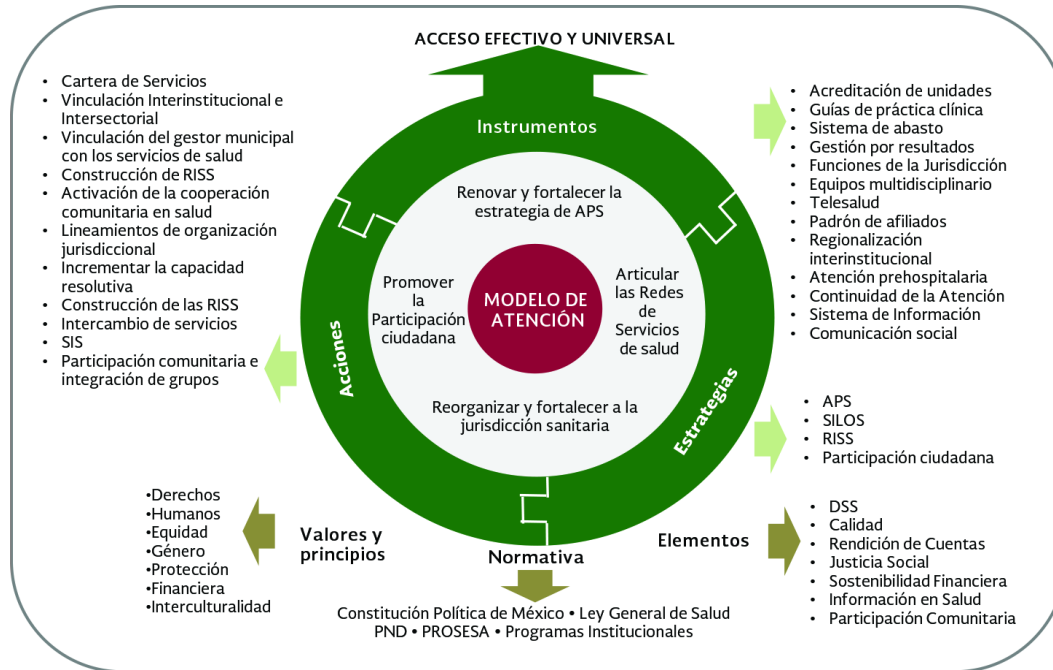 ACCESO EFECTIVO Y UNIVERSAL
• Cartera de Servicios
• Vinculación Interinstitucional e
Intersectorial
• Vinculación del gestor municipal
con los servicios de salud
• Construcción de RISS
• Activación de la cooperación
comunitaria en salud
• Lineamientos de organización
jurisdiccional
• Incrementar la capacidad
resolutiva
• Construcción de las RISS
• Intercambio de servicios
• SIS
• Participación comunitaria e
integración de grupos
Instrumentos
Renovar y fortalecer la
estrategia de APS
Promover
la
Participación
ciudadana
MODELO DE
ATENCIÓN
Articular
las Redes
de
Servicios
de salud
Reorganizar y fortalecer a la
jurisdicción sanitaria
Acciones
Estrategias
• Acreditación de unidades
• Guías de práctica clínica
• Sistema de abasto
• Gestión por resultados
• Funciones de la Jurisdicción
• Equipos multidisciplinario
• Telesalud
• Padrón de afiliados
• Regionalización
interinstitucional
• Atención prehospitalaria
• Continuidad de la Atención
• Sistema de Información
• Comunicación social
• APS
• SILOS
• RISS
• Participación ciudadana
•Derechos
•Humanos
•Equidad
•Género
•Protección
•Financiera
•Interculturalidad
Valores y
principios
Normativa
Elementos
• DSS
• Calidad
• Rendición de Cuentas
• Justicia Social
• Sostenibilidad Financiera
• Información en Salud
• Participación Comunitaria
Constitución Política de México • Ley General de Salud
PND • PROSESA • Programas Institucionales